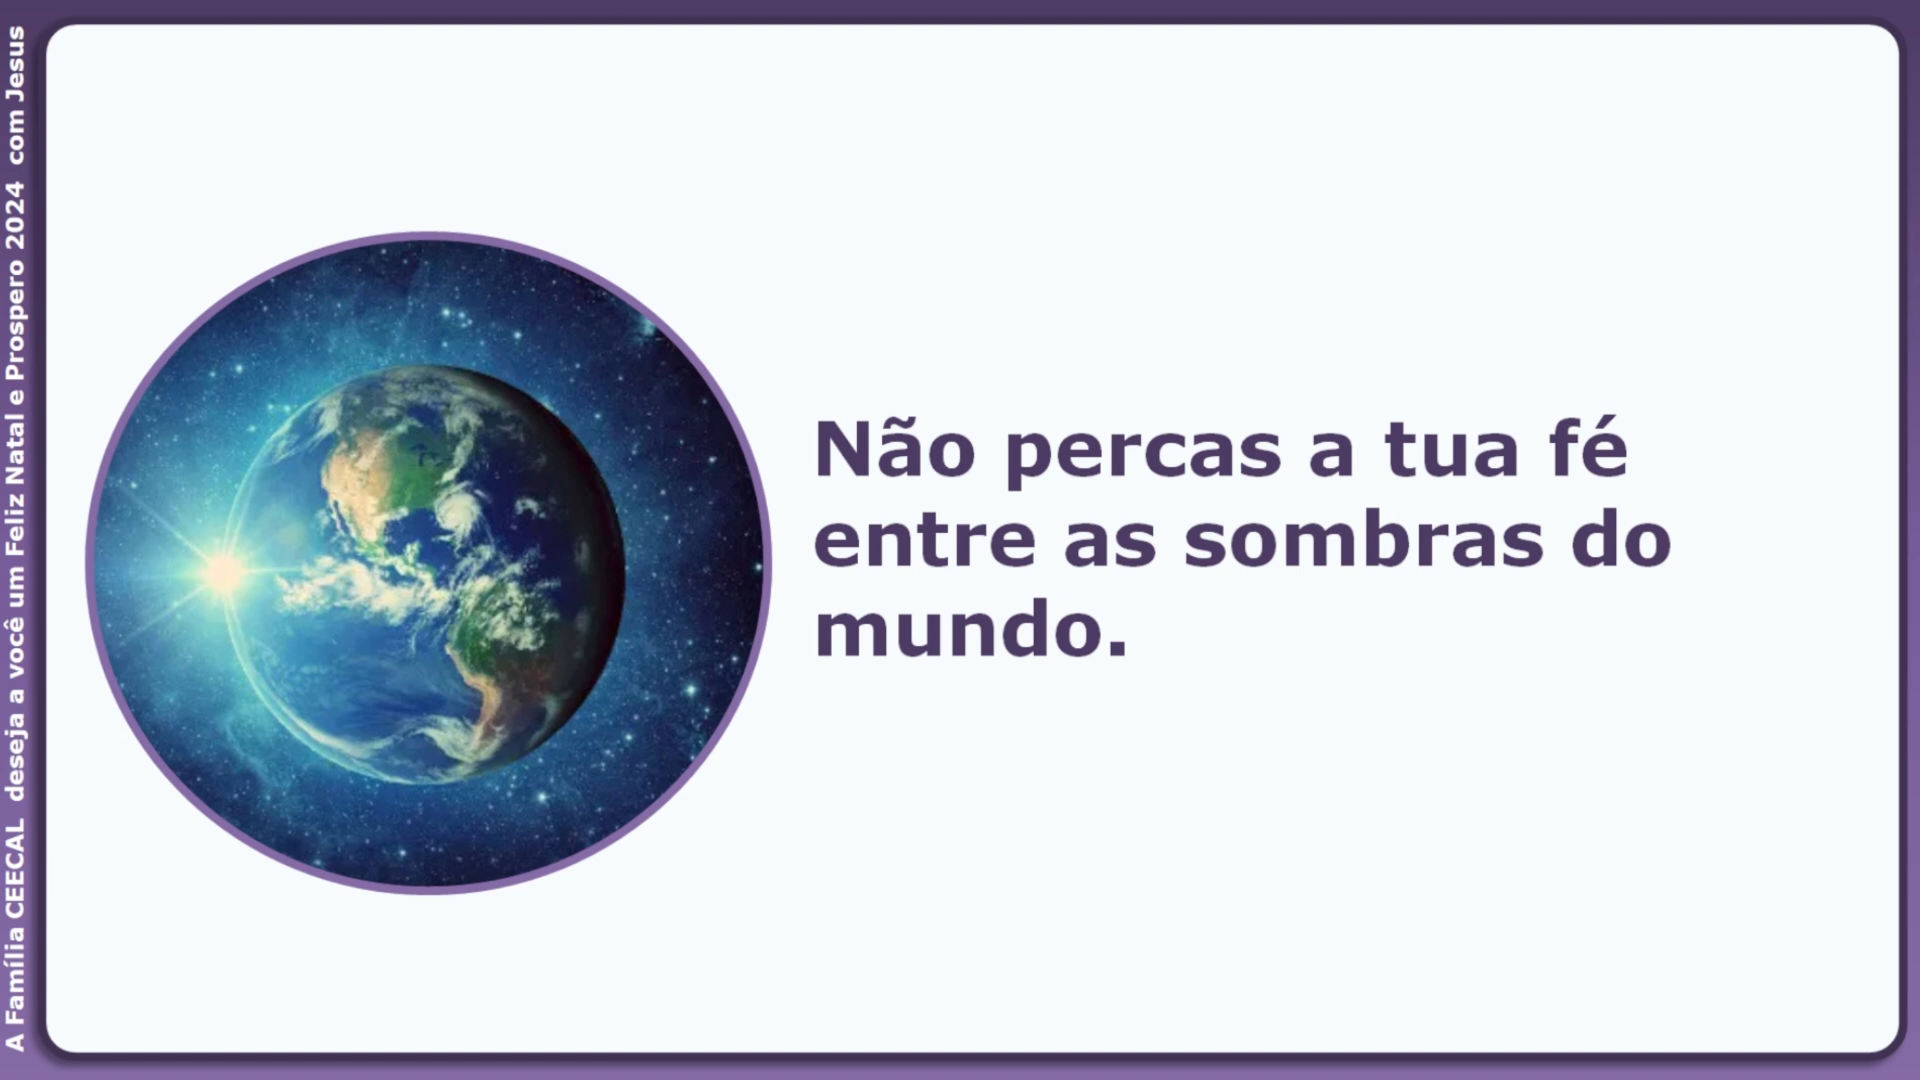 A Família CEECAL  deseja a você um Feliz Natal e Prospero 2024  com Jesus
Não percas a tua fé
entre as sombras do
mundo.